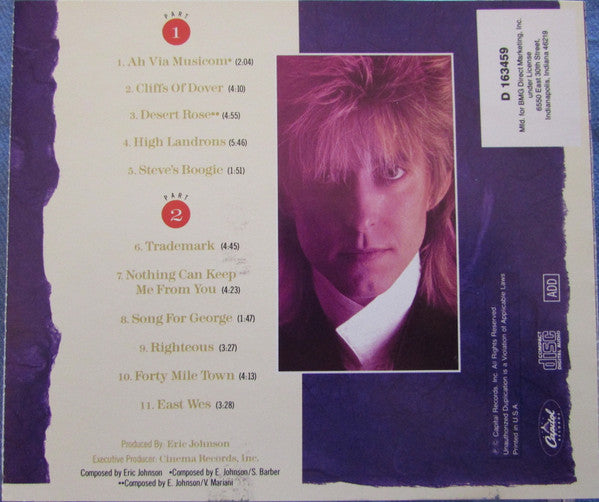 PART
1
1. Ah Via Musicom* (2:04)
2. Cliffs Of Dover (4:10)
3. Desert Rose** (4:55)
4. High Landrons (5:46)
5. Steve's Boogie (1:51)
PART
2
6. Trademark (4:45)
7. Nothing Can Keep
Me From You (4:23)
8. Song For George (1:47)
9. Righteous (3:27)
10. Forty Mile Town (4:13)
11. East Wes (3:28)
Produced By: Eric Johnson
Executive Producer: Cinema Records, Inc.
Composed by Eric Johnson *Composed by E. Johnson/S. Barber
**Composed by E. Johnson/V. Mariani
D 163459
Mfd. for BMG Direct Marketing, Inc.
under License
6550 East 30th Street,
Indianapolis, Indiana 46219
℗ © Capitol Records, Inc. All Rights Reserved
Unauthorized Duplication is a Violation of Applicable Laws
Printed in U.S.A.
COMPACT
disc
DIGITAL AUDIO
ADD
Capitol